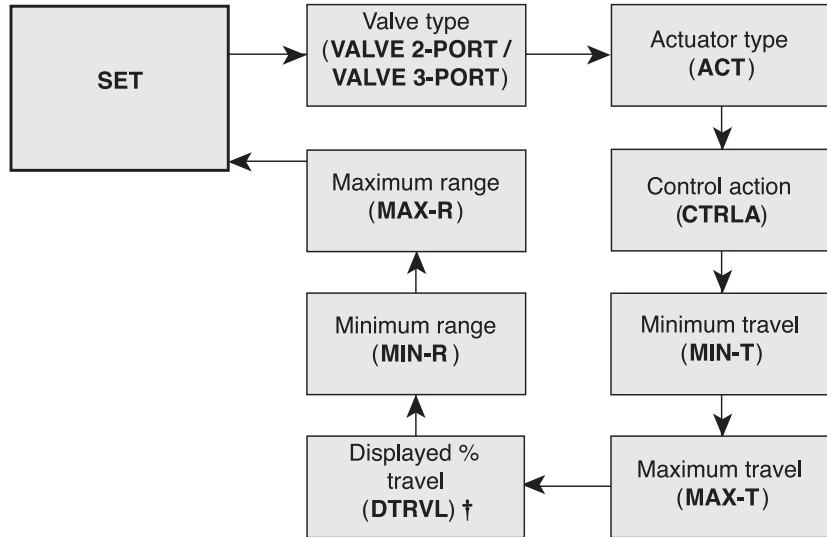 SET
Valve type
(VALVE 2-PORT /
VALVE 3-PORT)
Actuator type
(ACT)
Control action
(CTRLA)
Minimum travel
(MIN-T)
Maximum travel
(MAX-T)
Displayed %
travel
(DTRVL) †
Minimum range
(MIN-R)
Maximum range
(MAX-R)